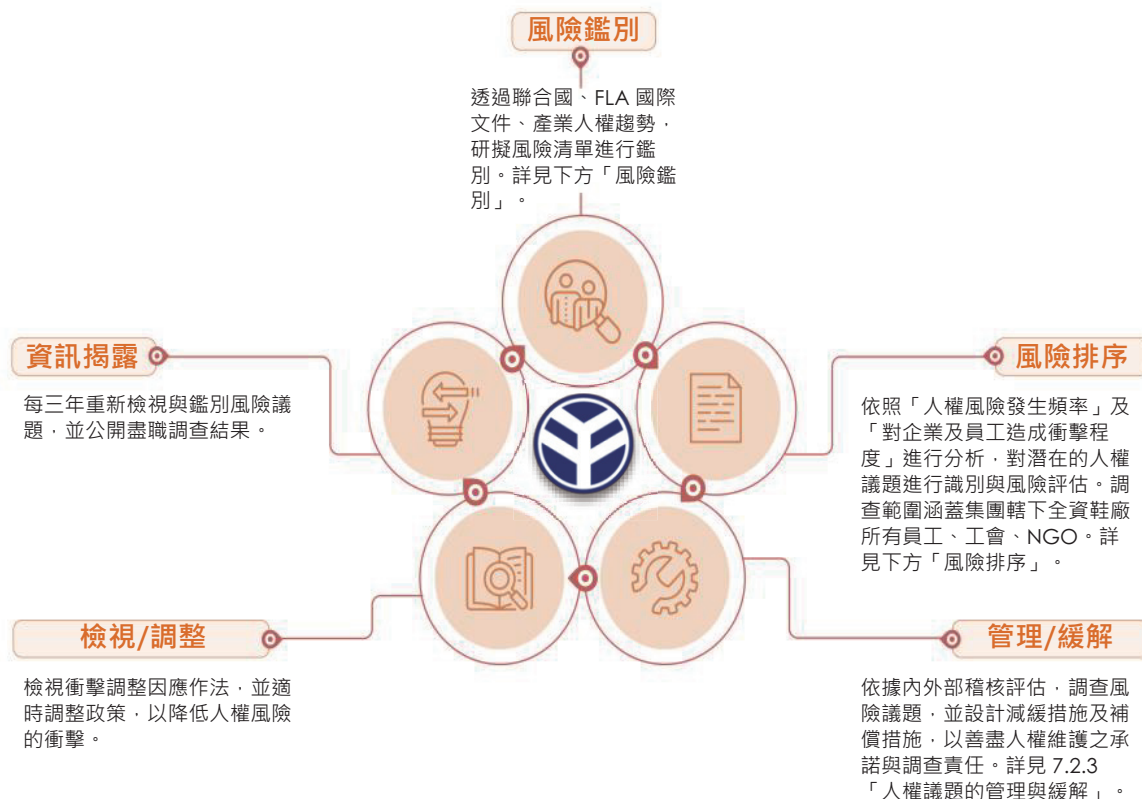 風險鑑別
透過聯合國、FLA 國際
文件、產業人權趨勢，
研擬風險清單進行鑑
別。詳見下方「風險鑑
別」。
資訊揭露
每三年重新檢視與鑑別風險議
題，並公開盡職調查結果。
風險排序
依照「人權風險發生頻率」及
「對企業及員工造成衝擊程
度」進行分析，對潛在的人權
議題進行識別與風險評估。調
查範圍涵蓋集團轄下全資鞋廠
所有員工、工會、NGO。詳
見下方「風險排序」。
檢視/調整
檢視衝擊調整因應作法，並適
時調整政策，以降低人權風險
的衝擊。
管理/緩解
依據內外部稽核評估，調查風
險議題，並設計減緩措施及補
償措施，以善盡人權維護之承
諾與調查責任。詳見 7.2.3
「人權議題的管理與緩解」。